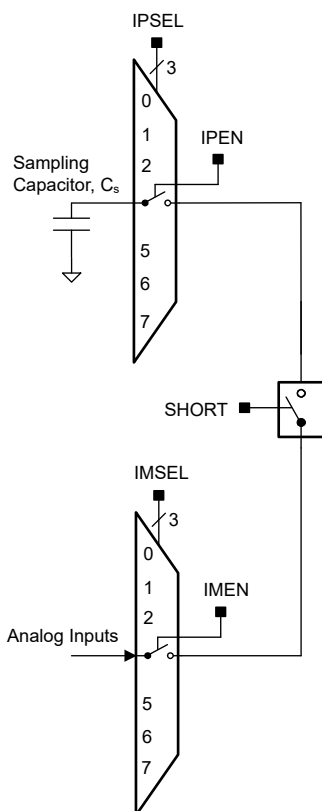 IPSEL
3
0
1
IPEN
2
Sampling
Capacitor, Cₛ
5
6
7
SHORT
IMSEL
3
0
1
IMEN
2
Analog Inputs
5
6
7